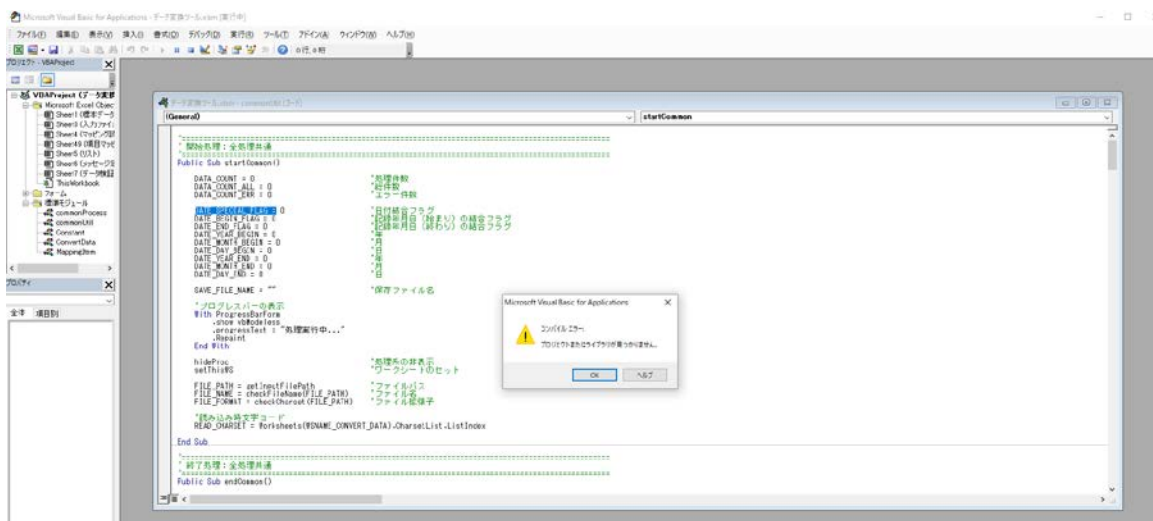 Microsoft Visual Basic for Applications - データ変換ツール.xlsm [実行中]
ファイル(F) 編集(E) 表示(V) 挿入(I) 書式(O) デバッグ(D) 実行(R) ツール(T) アドイン(A) ウィンドウ(W) ヘルプ(H)
0行, 0桁
プロジェクト - VBAProject
VBAProject (データ変換
Microsoft Excel Objec
Sheet1 (標本データ
Sheet3 (入力ファイ
Sheet4 (マッピング
Sheet49 (項目マッピ
Sheet5 (リスト)
Sheet6 (メッセージ
Sheet7 (データ検証
ThisWorkbook
フォーム
標準モジュール
commonProcess
commonUtil
Constant
ConvertData
MappingItem
プロパティ
全体 項目別
データ変換ツール.xlsm - commonUtil (コード)
(General)
startCommon
' 開始処理：全処理共通
Public Sub startCommon()
DATA_COUNT = 0 '処理件数
DATA_COUNT_ALL = 0 '総件数
DATA_COUNT_ERR = 0 'エラー件数
DATE_SPECIAL_FLAG = 0 '日付結合フラグ
DATE_BEGIN_FLAG = 0 '記録年月日（始まり）の結合フラグ
DATE_END_FLAG = 0 '記録年月日（終わり）の結合フラグ
DATE_YEAR_BEGIN = 0 '年
DATE_MONTH_BEGIN = 0 '月
DATE_DAY_BEGIN = 0 '日
DATE_YEAR_END = 0 '年
DATE_MONTH_END = 0 '月
DATE_DAY_END = 0 '日
SAVE_FILE_NAME = "" '保存ファイル名
'プログレスバーの表示
With ProgressBarForm
.show vbModeless
.progressText = "処理実行中..."
.Repaint
End With
hideProc '処理系の非表示
setThisWS 'ワークシートのセット
FILE_PATH = getInputFilePath 'ファイルパス
FILE_NAME = checkFileName(FILE_PATH) 'ファイル名
FILE_FORMAT = checkCharset(FILE_PATH) 'ファイル拡張子
'読み込み時文字コード
READ_CHARSET = Worksheets(WSNAME_CONVERT_DATA).CharsetList.ListIndex
End Sub
' 終了処理：全処理共通
Public Sub endCommon()
Microsoft Visual Basic for Applications
コンパイル エラー:
プロジェクトまたはライブラリが見つかりません。
OK ヘルプ